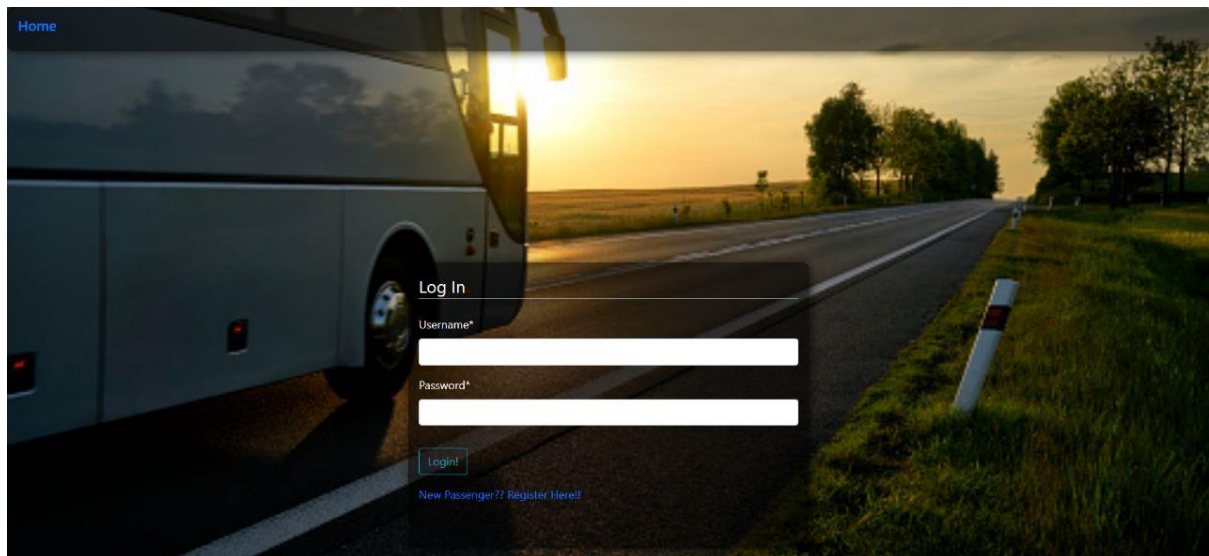 Home
Log In
Username*
Password*
Login!
New Passenger?? Register Here!!